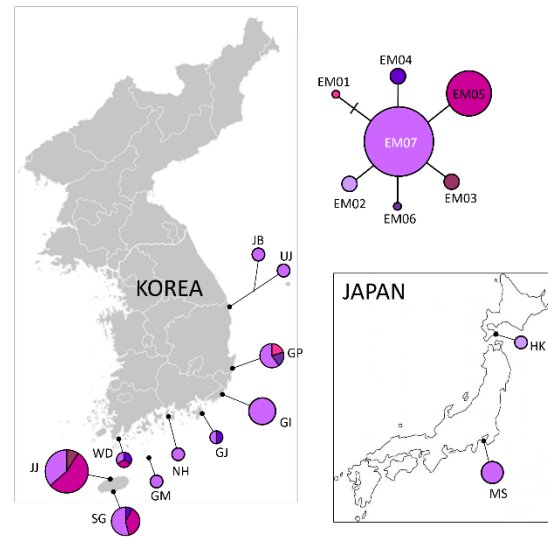 EM04
EM01
EM05
EM07
EM02
EM03
EM06
JB
UJ
KOREA
GP
GI
GJ
NH
WD
GM
JJ
SG
JAPAN
HK
MS